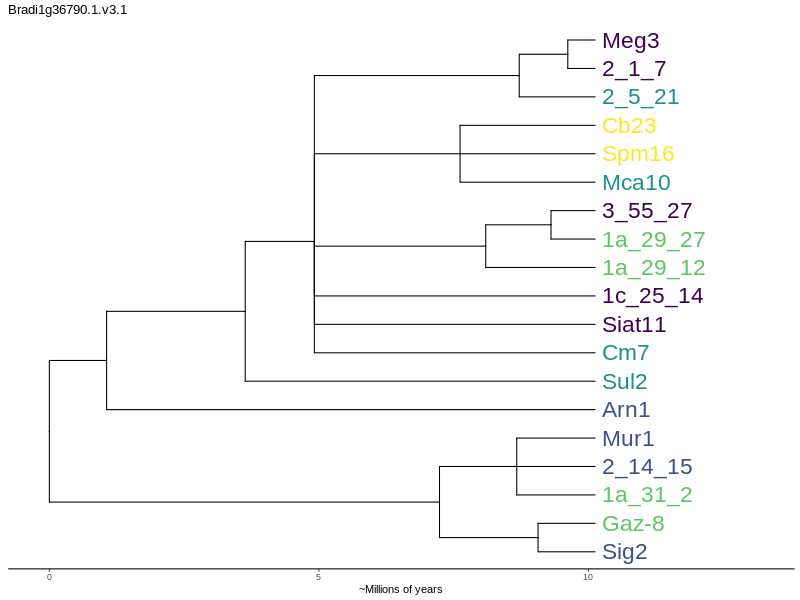 Bradi1g36790.1.v3.1
Meg3
2_1_7
2_5_21
Cb23
Spm16
Mca10
3_55_27
1a_29_27
1a_29_12
1c_25_14
Siat11
Cm7
Sul2
Arn1
Mur1
2_14_15
1a_31_2
Gaz-8
Sig2
0 5 10
~Millions of years